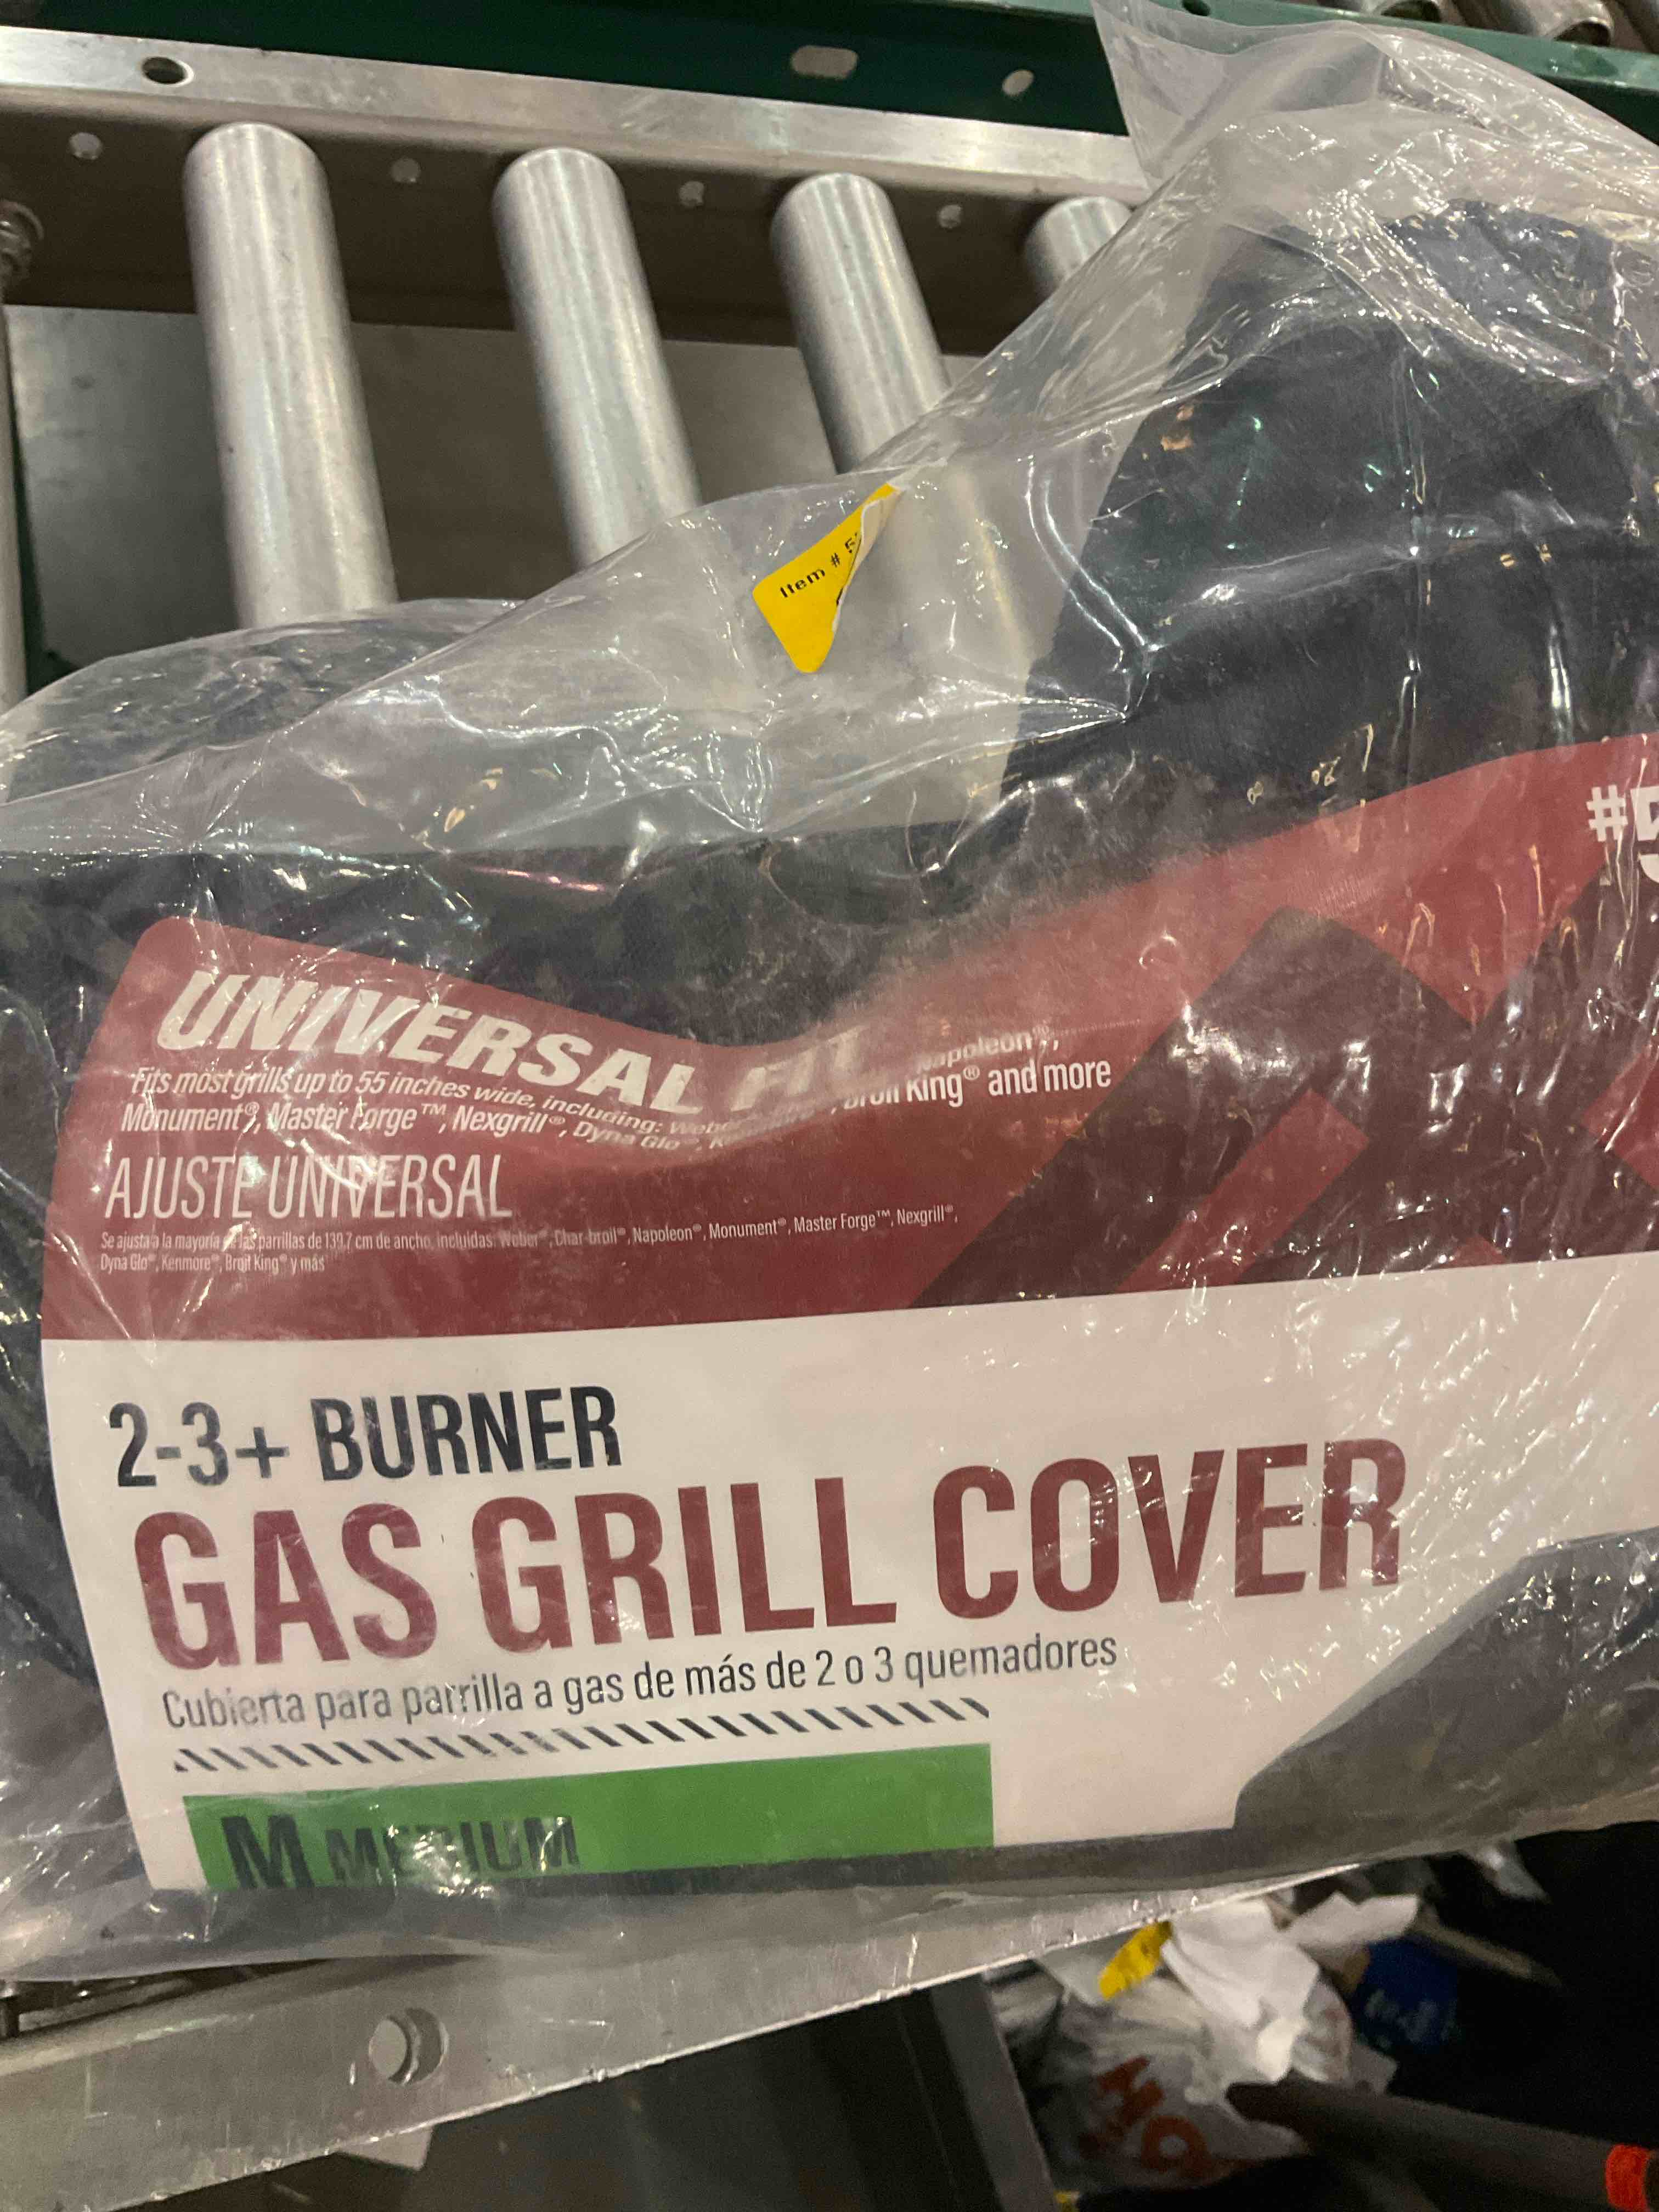 Item # 5
#5
UNIVERSAL FIT
Fits most grills up to 55 inches wide, including: Weber Napoleon®,
Monument®, Master Forge™, Nexgrill®, Dyna Glo®, King® and more
AJUSTE UNIVERSAL
Se ajusta a la mayoría de las parrillas de 139.7 cm de ancho, incluidas: Weber®, Char-broil®, Napoleon®, Monument®, Master Forge™, Nexgrill®,
Dyna Glo®, Kenmore®, Broil King® y más
2-3+ BURNER
GAS GRILL COVER
Cubierta para parrilla a gas de más de 2 o 3 quemadores
M MEDIUM